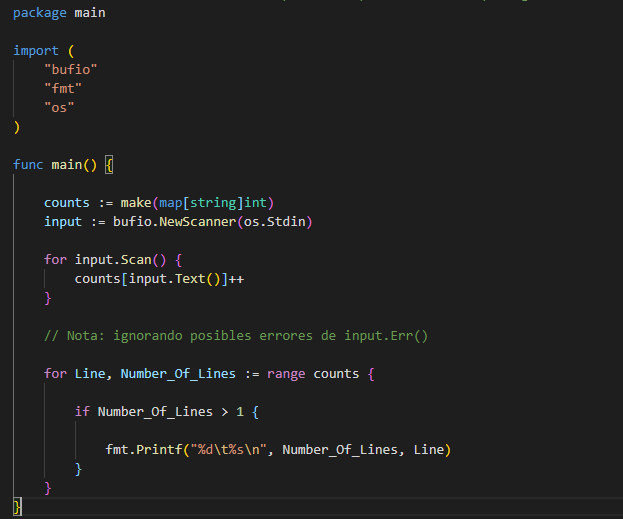 package main

import (
    "bufio"
    "fmt"
    "os"
)

func main() {

    counts := make(map[string]int)
    input := bufio.NewScanner(os.Stdin)

    for input.Scan() {
        counts[input.Text()]++
    }

    // Nota: ignorando posibles errores de input.Err()

    for Line, Number_Of_Lines := range counts {

        if Number_Of_Lines > 1 {

            fmt.Printf("%d\t%s\n", Number_Of_Lines, Line)
        }
    }
}